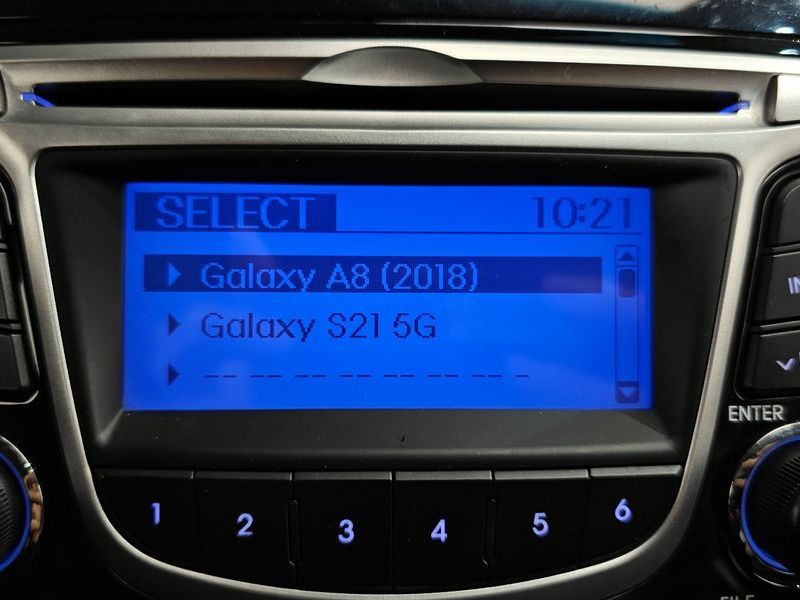 SELECT 10:21
Galaxy A8 (2018)
Galaxy S21 5G
-- -- -- -- -- -- -- --
ENTER
1 2 3 4 5 6